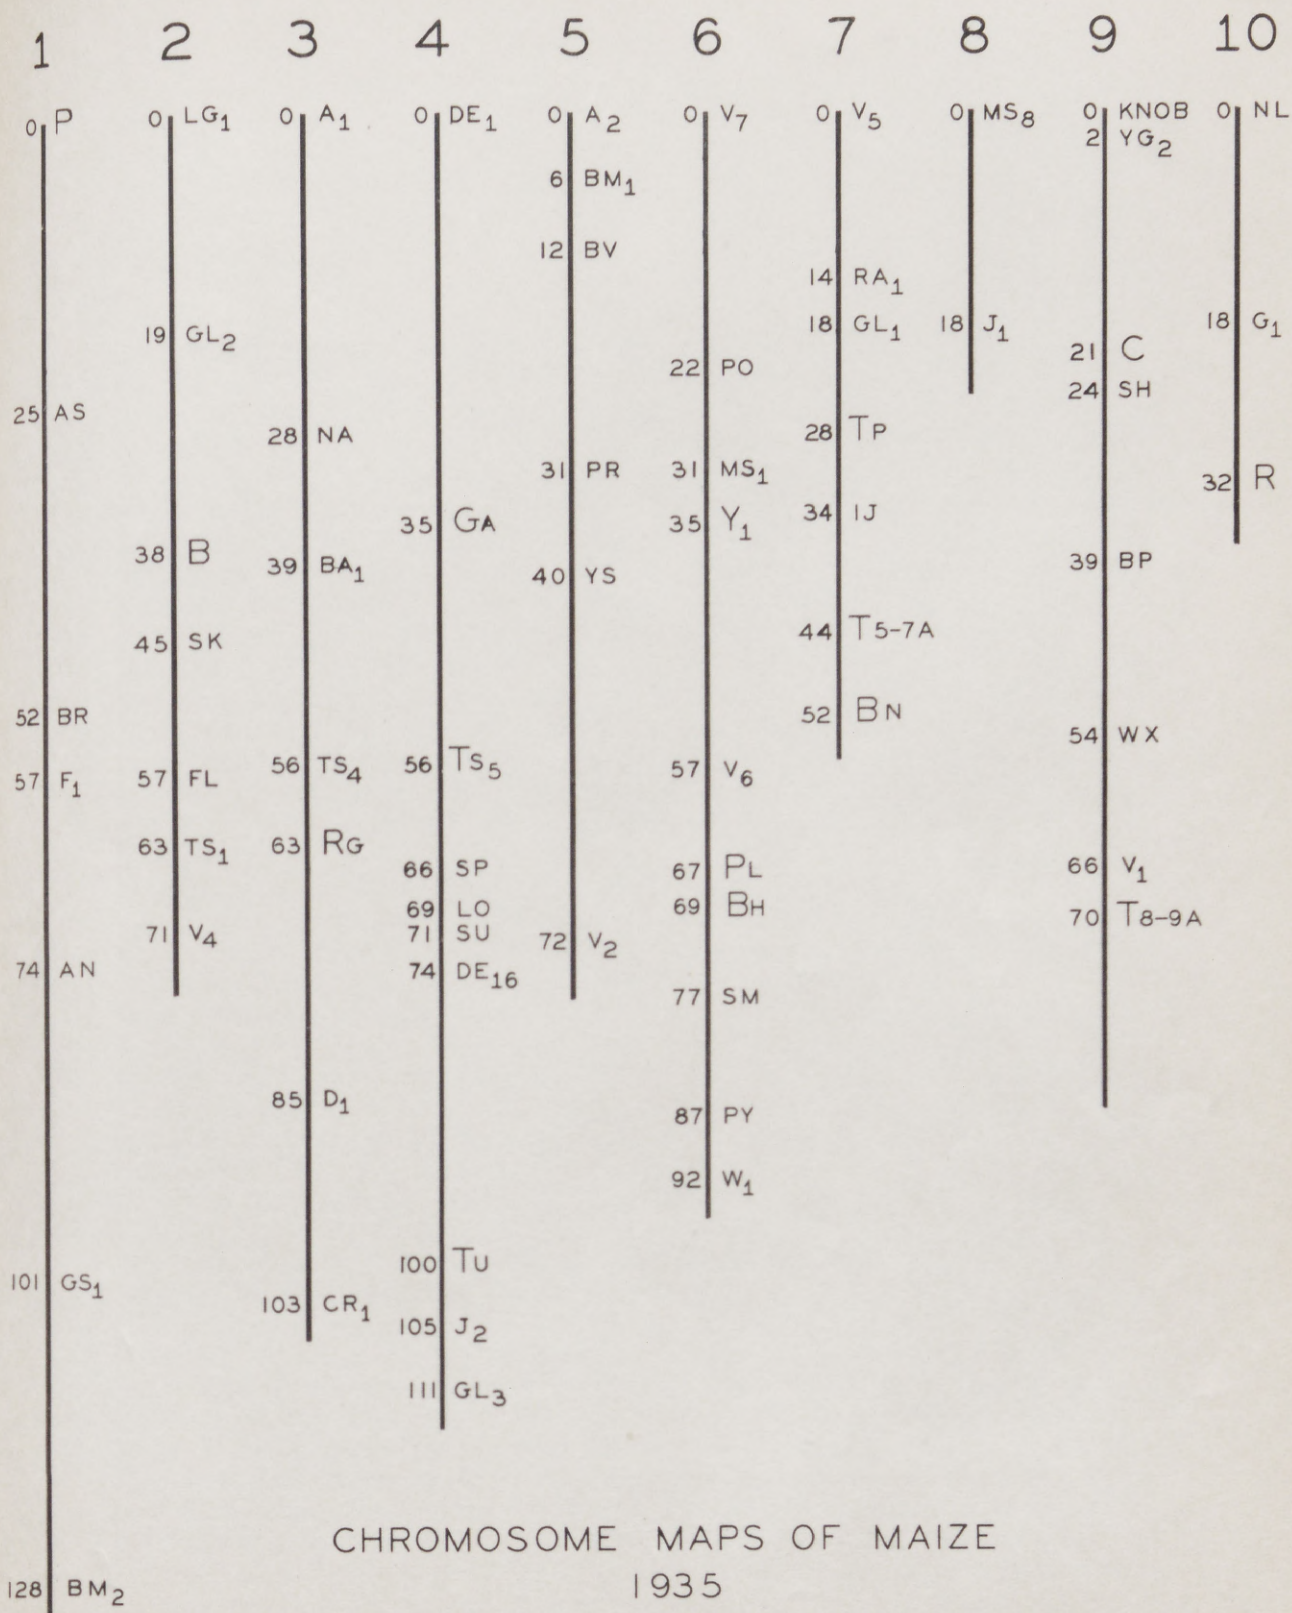 1 2 3 4 5 6 7 8 9 10
0 P
25 AS
52 BR
57 F1
74 AN
101 GS1
128 BM2
0 LG1
19 GL2
38 B
45 SK
57 FL
63 TS1
71 V4
0 A1
28 NA
39 BA1
56 TS4
63 RG
85 D1
103 CR1
0 DE1
35 GA
56 TS5
66 SP
69 LO
71 SU
74 DE16
100 TU
105 J2
111 GL3
0 A2
6 BM1
12 BV
31 PR
40 YS
72 V2
0 V7
22 PO
31 MS1
35 Y1
57 V6
67 PL
69 BH
77 SM
87 PY
92 W1
0 V5
14 RA1
18 GL1
28 TP
34 IJ
44 T5-7A
52 BN
0 MS8
18 J1
0 KNOB
2 YG2
21 C
24 SH
39 BP
54 WX
66 V1
70 T8-9A
0 NL
18 G1
32 R
CHROMOSOME MAPS OF MAIZE
1935